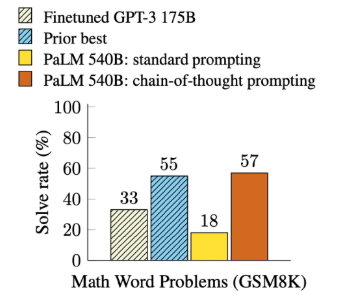 Finetuned GPT-3 175B
Prior best
PaLM 540B: standard prompting
PaLM 540B: chain-of-thought prompting
100
80
60
40
20
0
Solve rate (%)
33
55
18
57
Math Word Problems (GSM8K)